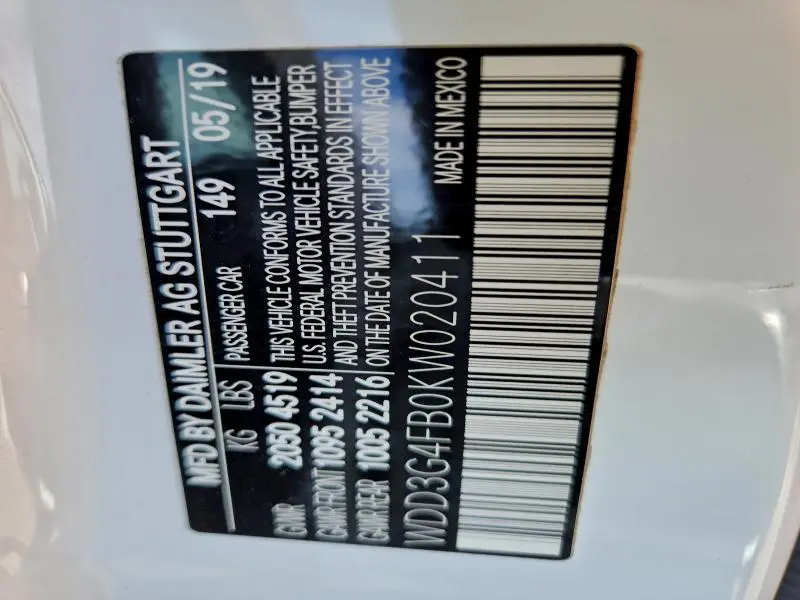 MFD BY DAIMLER AG STUTTGART
149 05/19
KG LBS PASSENGER CAR
GVWR 2050 4519 THIS VEHICLE CONFORMS TO ALL APPLICABLE
GAWR FRONT 1095 2414 U.S. FEDERAL MOTOR VEHICLE SAFETY, BUMPER
GAWR REAR 1005 2216 AND THEFT PREVENTION STANDARDS IN EFFECT
ON THE DATE OF MANUFACTURE SHOWN ABOVE
WDD3G4FB0KW020411 MADE IN MEXICO